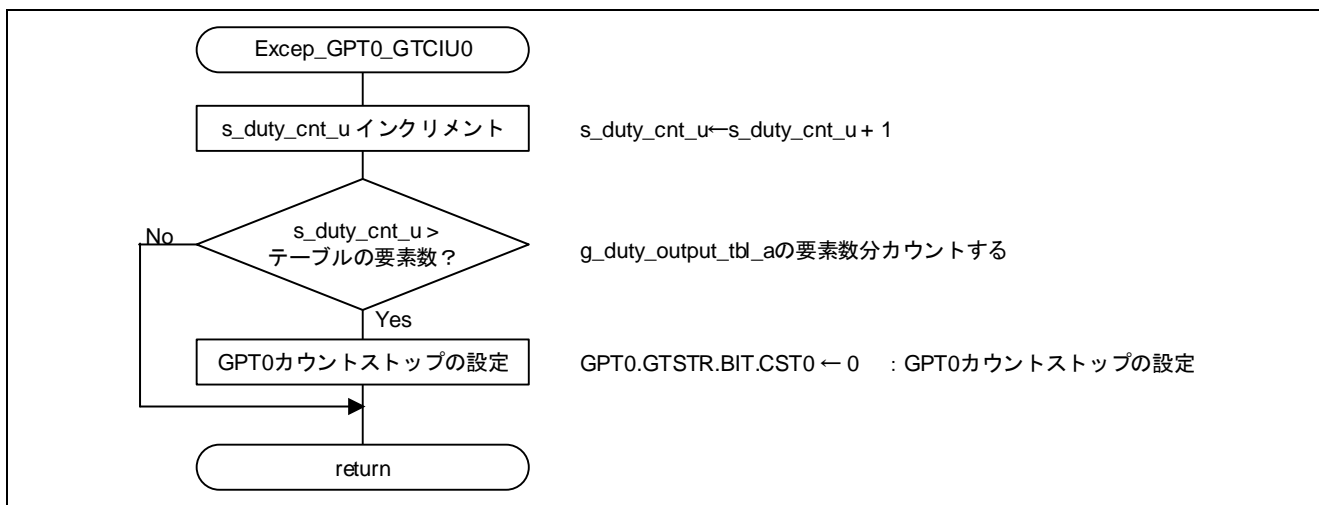 Excep_GPT0_GTCIU0
s_duty_cnt_u インクリメント
s_duty_cnt_u←s_duty_cnt_u + 1
No
s_duty_cnt_u >
テーブルの要素数？
g_duty_output_tbl_aの要素数分カウントする
Yes
GPT0カウントストップの設定
GPT0.GTSTR.BIT.CST0 ← 0 ：GPT0カウントストップの設定
return